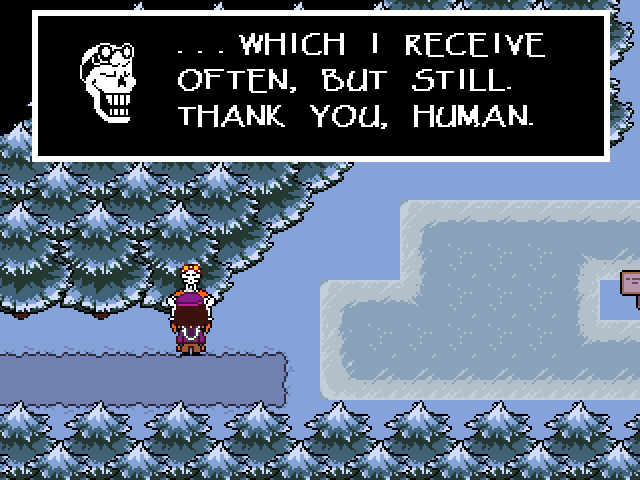 ...WHICH I RECEIVE
OFTEN, BUT STILL.
THANK YOU, HUMAN.